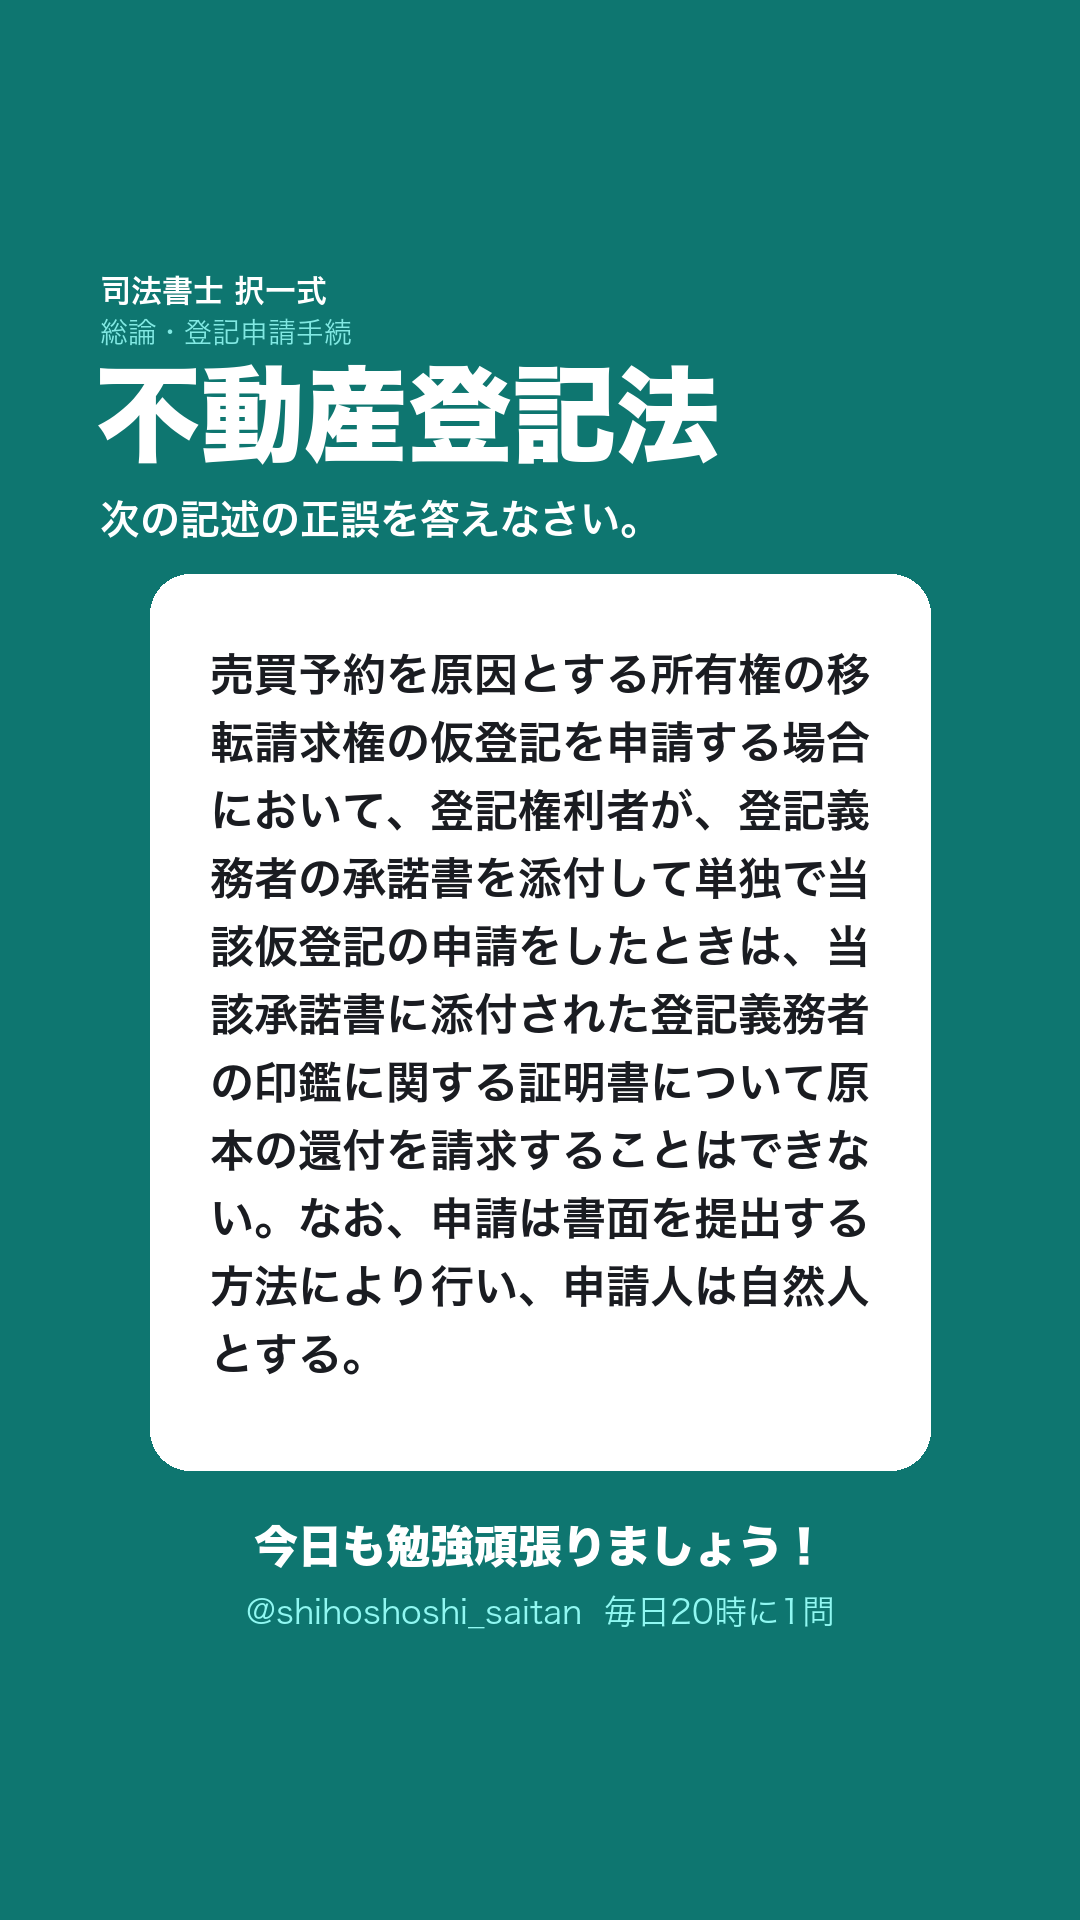 司法書士 択一式
総論・登記申請手続
不動産登記法
次の記述の正誤を答えなさい。
売買予約を原因とする所有権の移
転請求権の仮登記を申請する場合
において、登記権利者が、登記義
務者の承諾書を添付して単独で当
該仮登記の申請をしたときは、当
該承諾書に添付された登記義務者
の印鑑に関する証明書について原
本の還付を請求することはできな
い。なお、申請は書面を提出する
方法により行い、申請人は自然人
とする。
今日も勉強頑張りましょう！
@shihoshoshi_saitan 毎日20時に1問